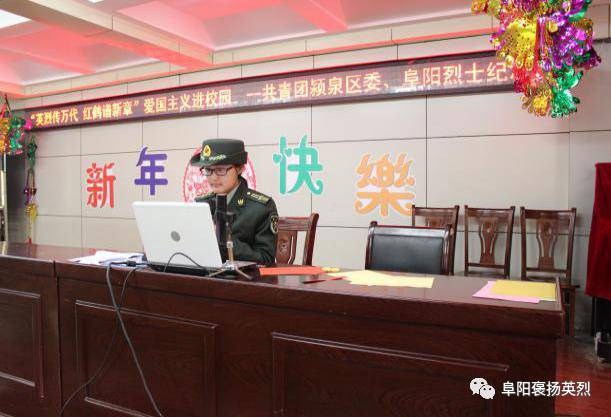 “英烈传万代 红鹤谱新章”爱国主义进校园 --共青团颍泉区委、阜阳烈士纪
新年快樂
阜阳褒扬英烈